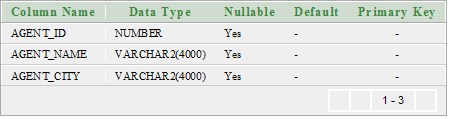 Column Name Data Type Nullable Default Primary Key
AGENT_ID NUMBER Yes - -
AGENT_NAME VARCHAR2(4000) Yes - -
AGENT_CITY VARCHAR2(4000) Yes - -
1 - 3